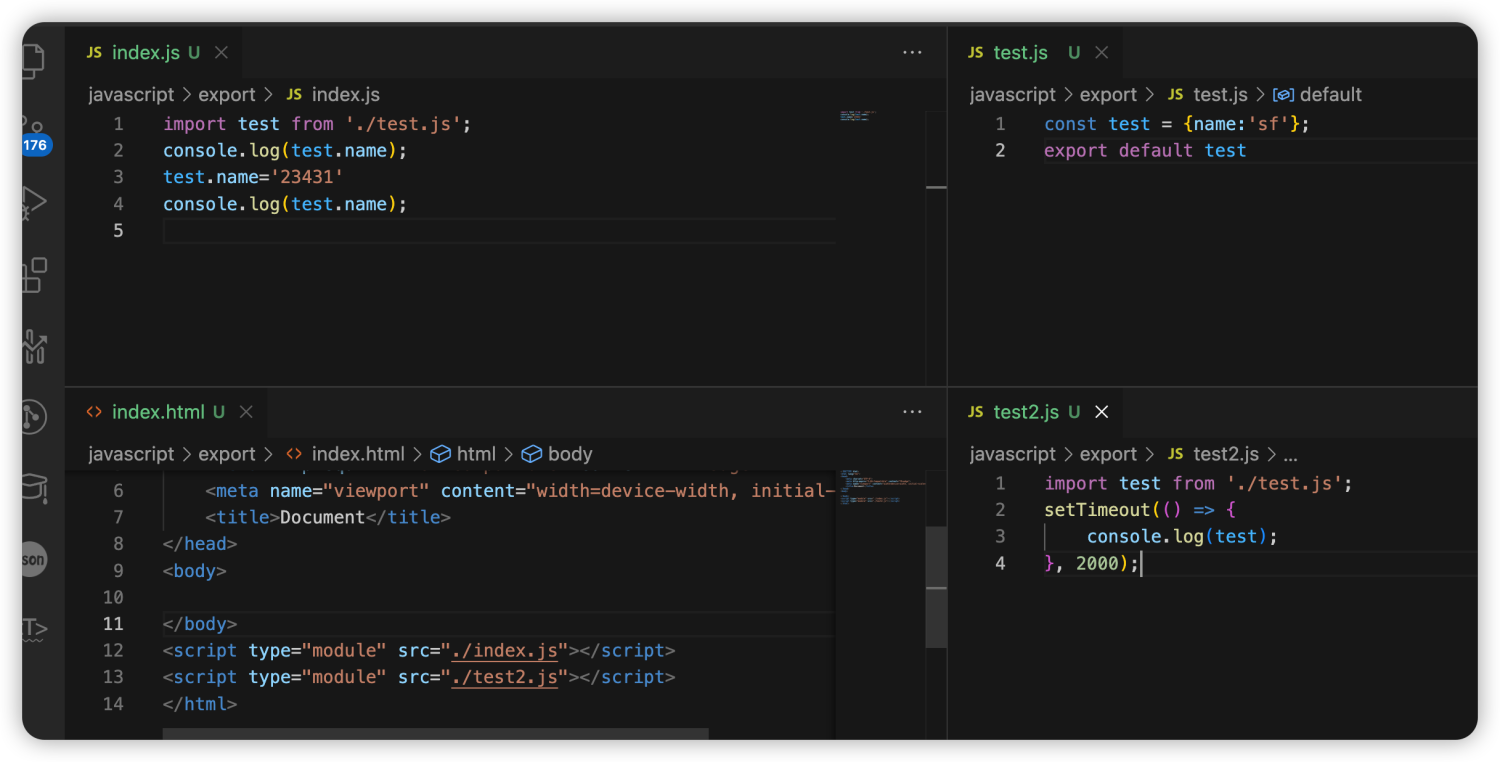 JS index.js U
···
javascript > export > JS index.js
1 import test from './test.js';
2 console.log(test.name);
3 test.name='23431'
4 console.log(test.name);
5
JS test.js U
javascript > export > JS test.js > default
1 const test = {name:'sf'};
2 export default test
176
<> index.html U
···
javascript > export > <> index.html > html > body
6 <meta name="viewport" content="width=device-width, initial-
7 <title>Document</title>
8 </head>
9 <body>
10
11 </body>
12 <script type="module" src="./index.js"></script>
13 <script type="module" src="./test2.js"></script>
14 </html>
JS test2.js U
javascript > export > JS test2.js > ...
1 import test from './test.js';
2 setTimeout(() => {
3 console.log(test);
4 }, 2000);
son
T>